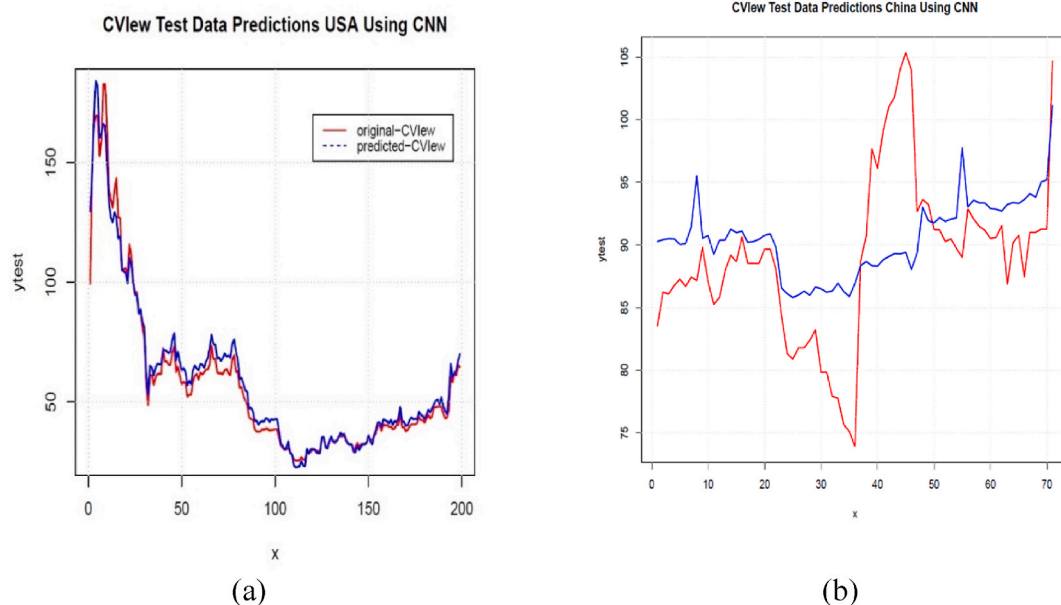 CVIew Test Data Predictions USA Using CNN
ytest
150
100
50
original-CVIew
predicted-CVIew
0 50 100 150 200
x
(a)
CVIew Test Data Predictions China Using CNN
ytest
105
100
95
90
85
80
75
0 10 20 30 40 50 60 70
x
(b)